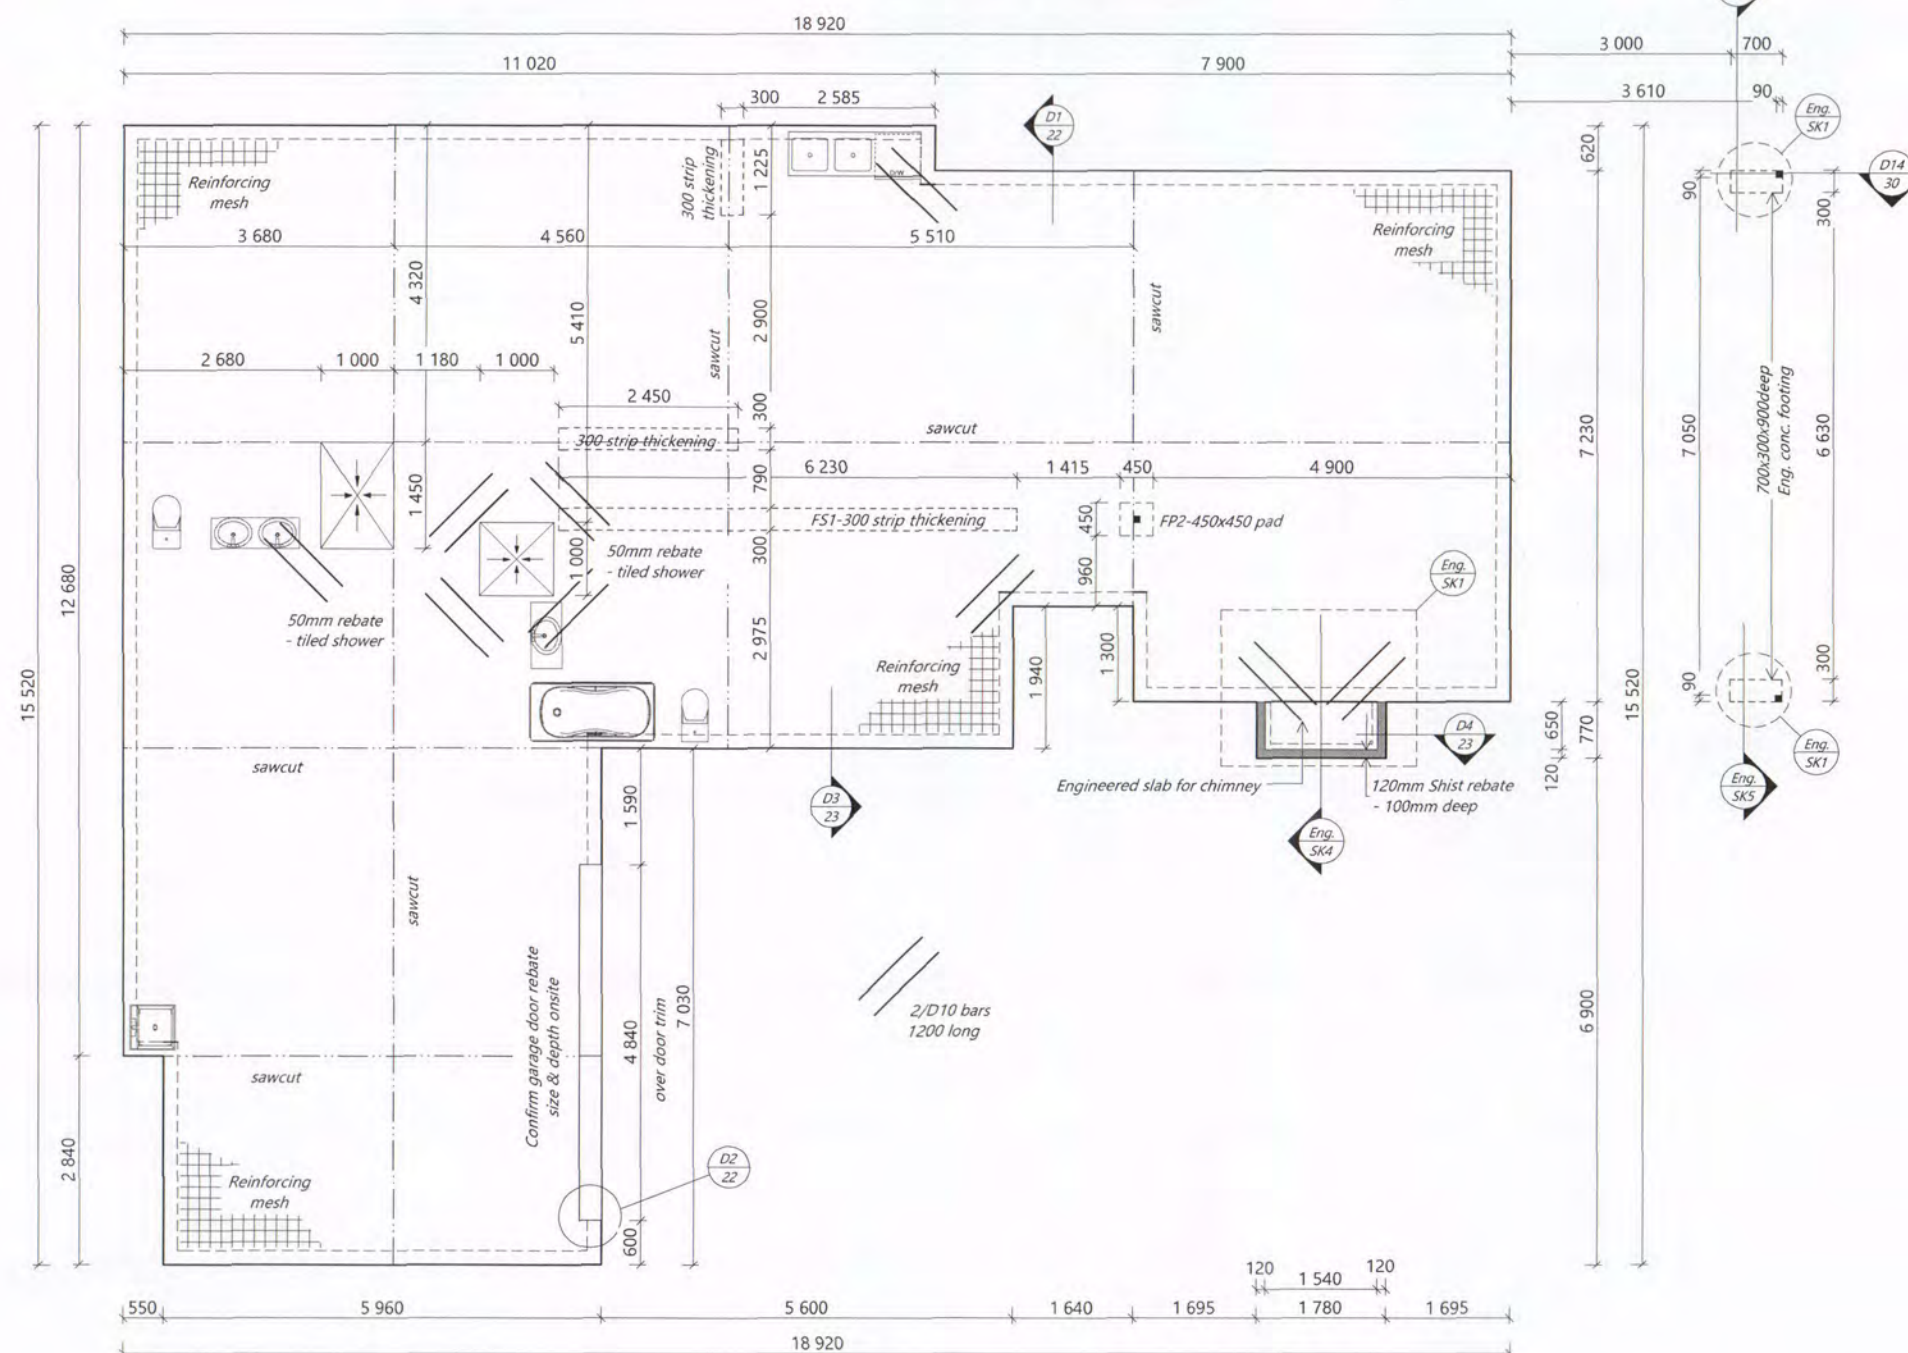 18 920
3 000
700
11 020
7 900
3 610
90
300
2 585
Eng.
SK1
D1
22
620
D14
30
Reinforcing
mesh
300 strip
thickening
1 225
D/W
90
300
3 680
4 560
5 510
Reinforcing
mesh
4 320
5 410
2 900
sawcut
sawcut
2 680
1 000
1 180
1 000
2 450
300
700x300x900deep
Eng. conc. footing
300 strip thickening
sawcut
7 230
7 050
6 630
6 230
1 415
450
4 900
1 450
790
FS1-300 strip thickening
450
FP2-450x450 pad
1 000
50mm rebate
- tiled shower
300
960
Eng.
SK1
12 680
50mm rebate
- tiled shower
2 975
Reinforcing
mesh
1 940
1 300
300
90
15 520
15 520
650
770
D4
23
Eng.
SK1
sawcut
Engineered slab for chimney
120mm Shist rebate
- 100mm deep
120
Eng.
SK5
1 590
D3
23
Eng.
SK4
sawcut
Confirm garage door rebate
size & depth onsite
4 840
over door trim
7 030
2/D10 bars
1200 long
6 900
sawcut
2 840
Reinforcing
mesh
D2
22
600
120
1 540
120
550
5 960
5 600
1 640
1 695
1 780
1 695
18 920